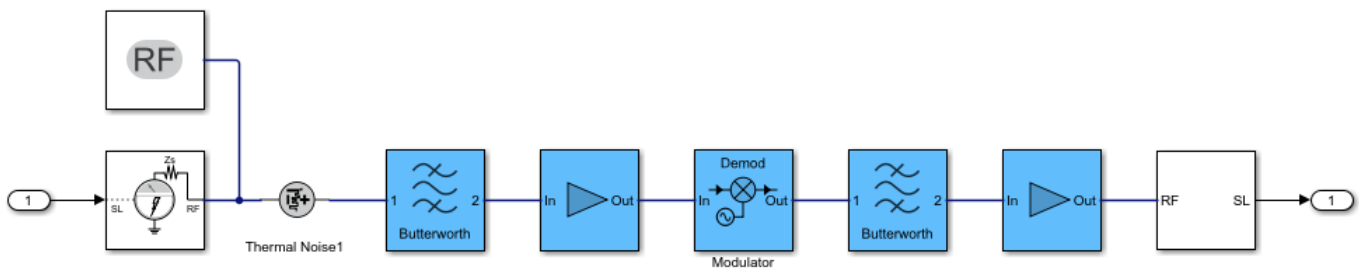 RF
1
SL
Zs
RF
Thermal Noise1
1
2
Butterworth
In
Out
Demod
In
Out
Modulator
1
2
Butterworth
In
Out
RF
SL
1